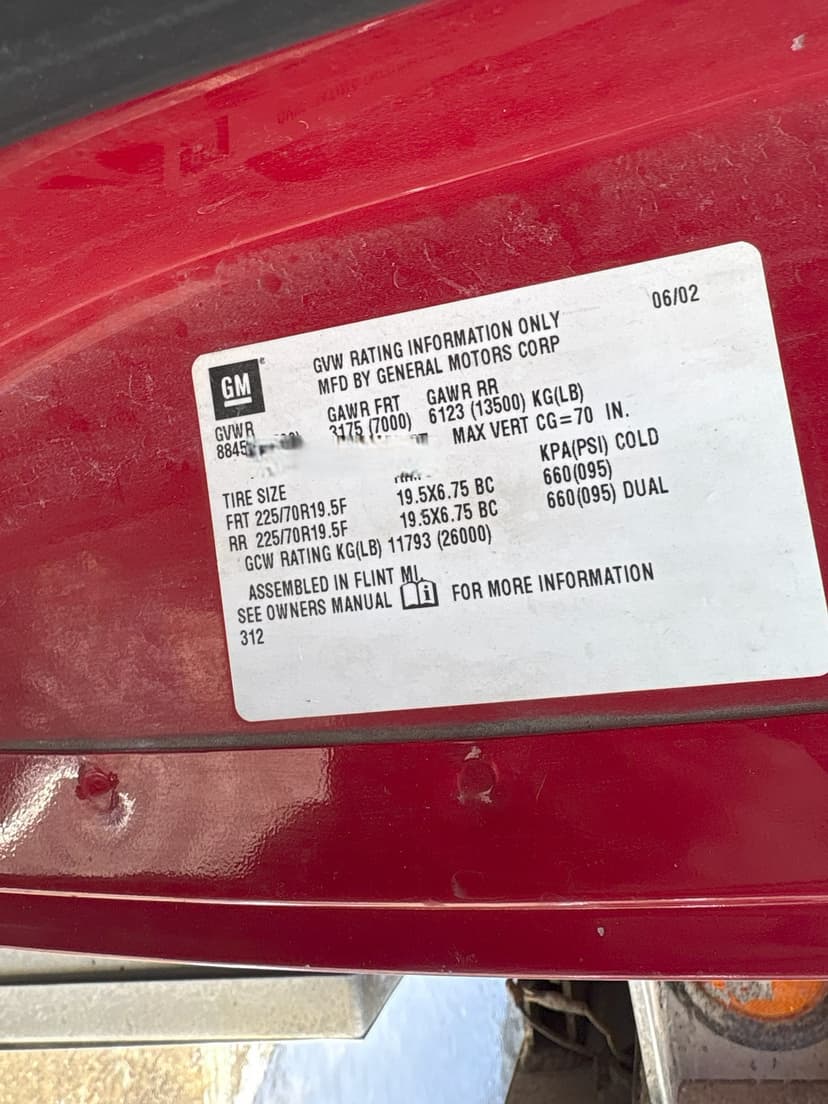 06/02
GM
GVW RATING INFORMATION ONLY
MFD BY GENERAL MOTORS CORP
GVWR GAWR FRT GAWR RR
3175 (7000) 6123 (13500) KG(LB)
MAX VERT CG=70 IN.
TIRE SIZE KPA(PSI) COLD
FRT 225/70R19.5F 19.5X6.75 BC 660(095)
RR 225/70R19.5F 19.5X6.75 BC 660(095) DUAL
GCW RATING KG(LB) 11793 (26000)
ASSEMBLED IN FLINT MI
SEE OWNERS MANUAL i FOR MORE INFORMATION
312